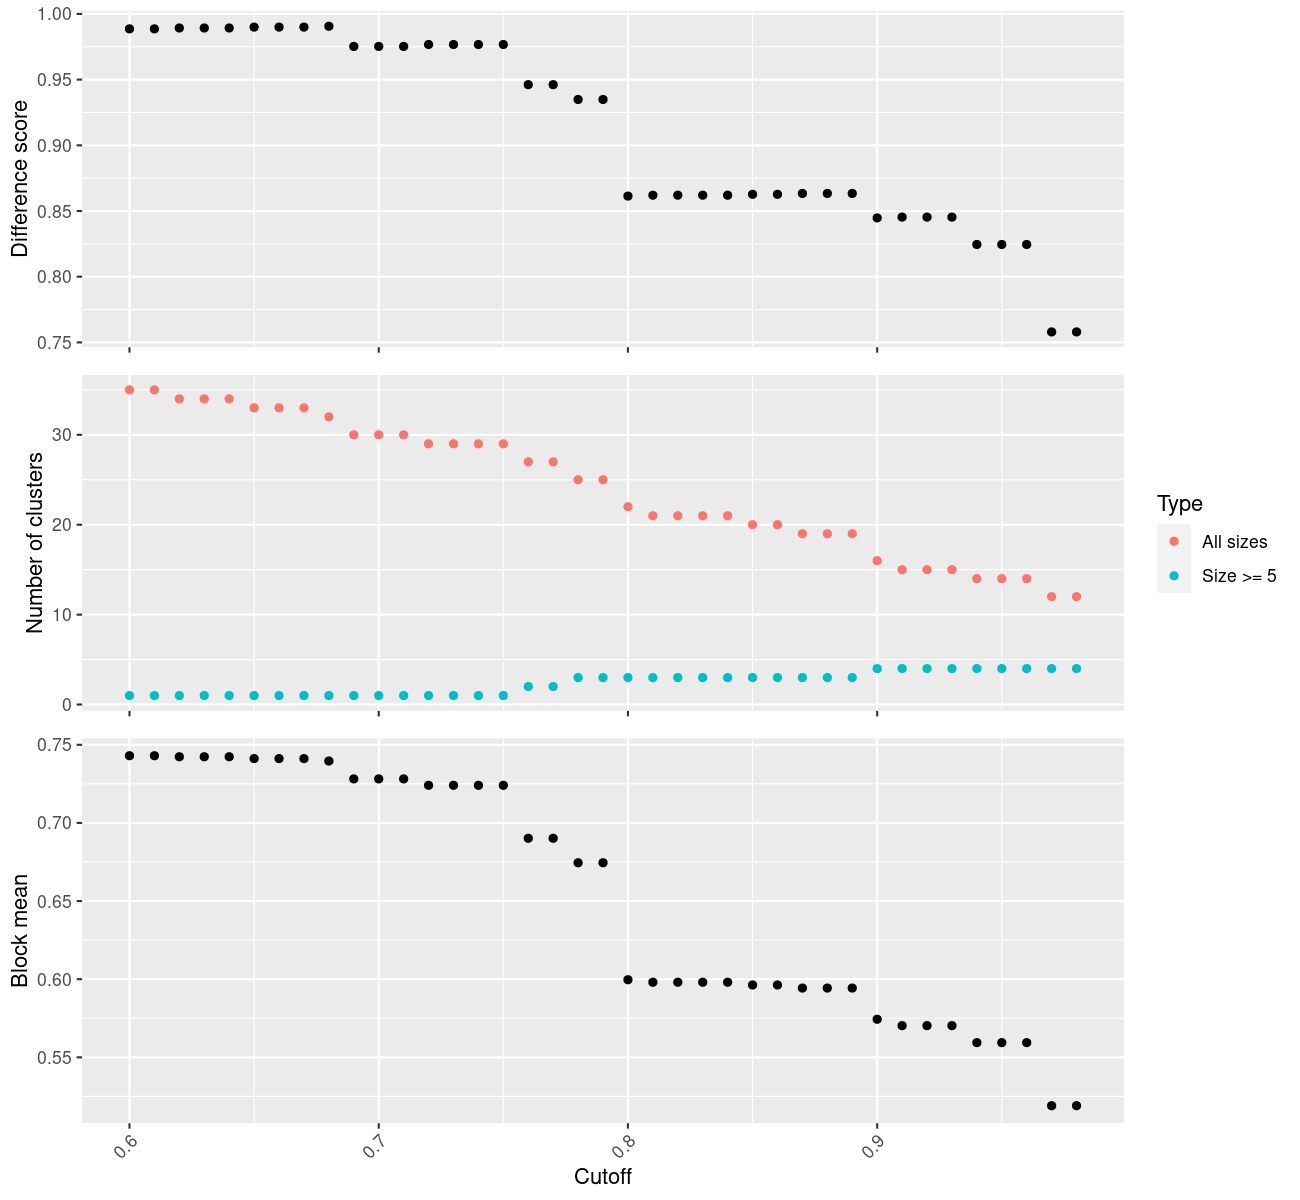 Difference score
1.00
0.95
0.90
0.85
0.80
0.75
Number of clusters
30
20
10
0
Type
All sizes
Size >= 5
Block mean
0.75
0.70
0.65
0.60
0.55
0.6 0.7 0.8 0.9
Cutoff